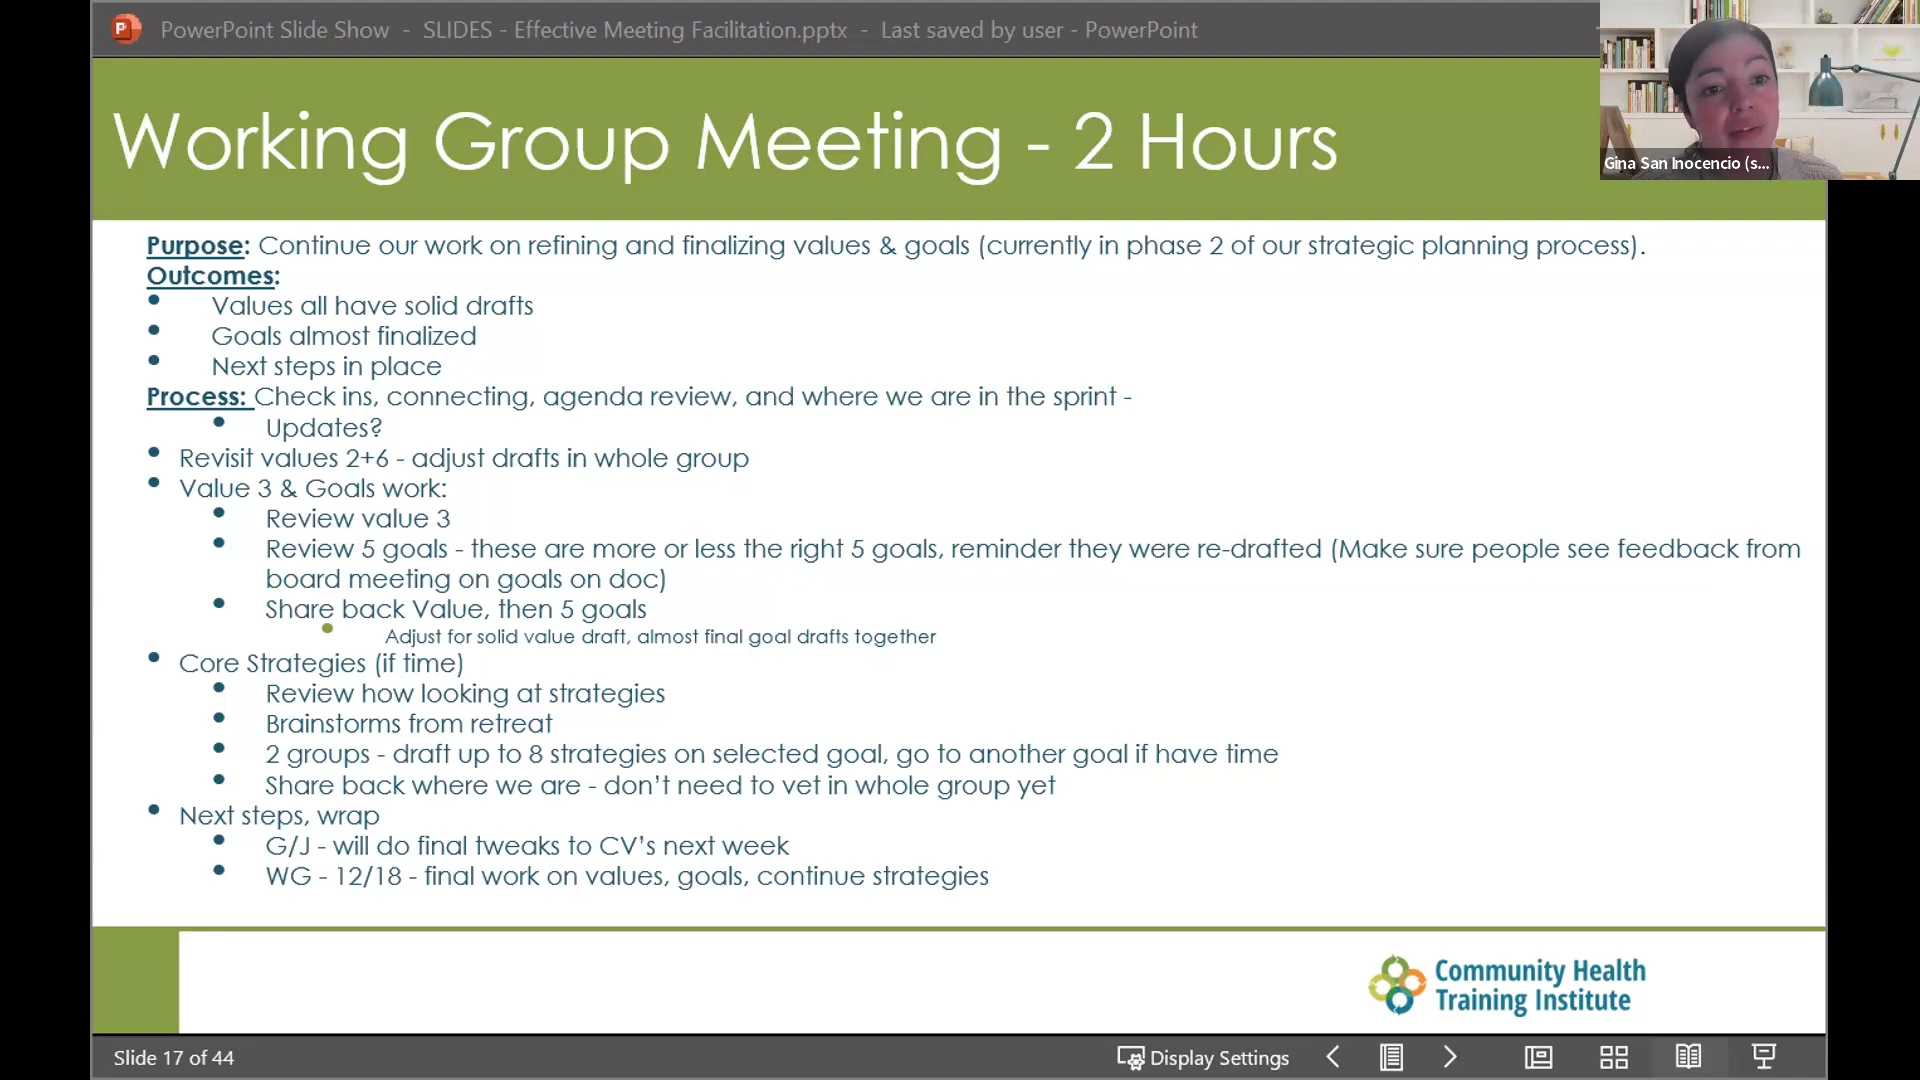 PowerPoint Slide Show - SLIDES - Effective Meeting Facilitation.pptx - Last saved by user - PowerPoint
Gina San Inocencio (s...
Working Group Meeting - 2 Hours
Purpose: Continue our work on refining and finalizing values & goals (currently in phase 2 of our strategic planning process).
Outcomes:
• Values all have solid drafts
• Goals almost finalized
• Next steps in place
Process: Check ins, connecting, agenda review, and where we are in the sprint -
• Updates?
• Revisit values 2+6 - adjust drafts in whole group
• Value 3 & Goals work:
• Review value 3
• Review 5 goals - these are more or less the right 5 goals, reminder they were re-drafted (Make sure people see feedback from
board meeting on goals on doc)
• Share back Value, then 5 goals
• Adjust for solid value draft, almost final goal drafts together
• Core Strategies (if time)
• Review how looking at strategies
• Brainstorms from retreat
• 2 groups - draft up to 8 strategies on selected goal, go to another goal if have time
• Share back where we are - don't need to vet in whole group yet
• Next steps, wrap
• G/J - will do final tweaks to CV's next week
• WG - 12/18 - final work on values, goals, continue strategies
Community Health
Training Institute
Slide 17 of 44
Display Settings